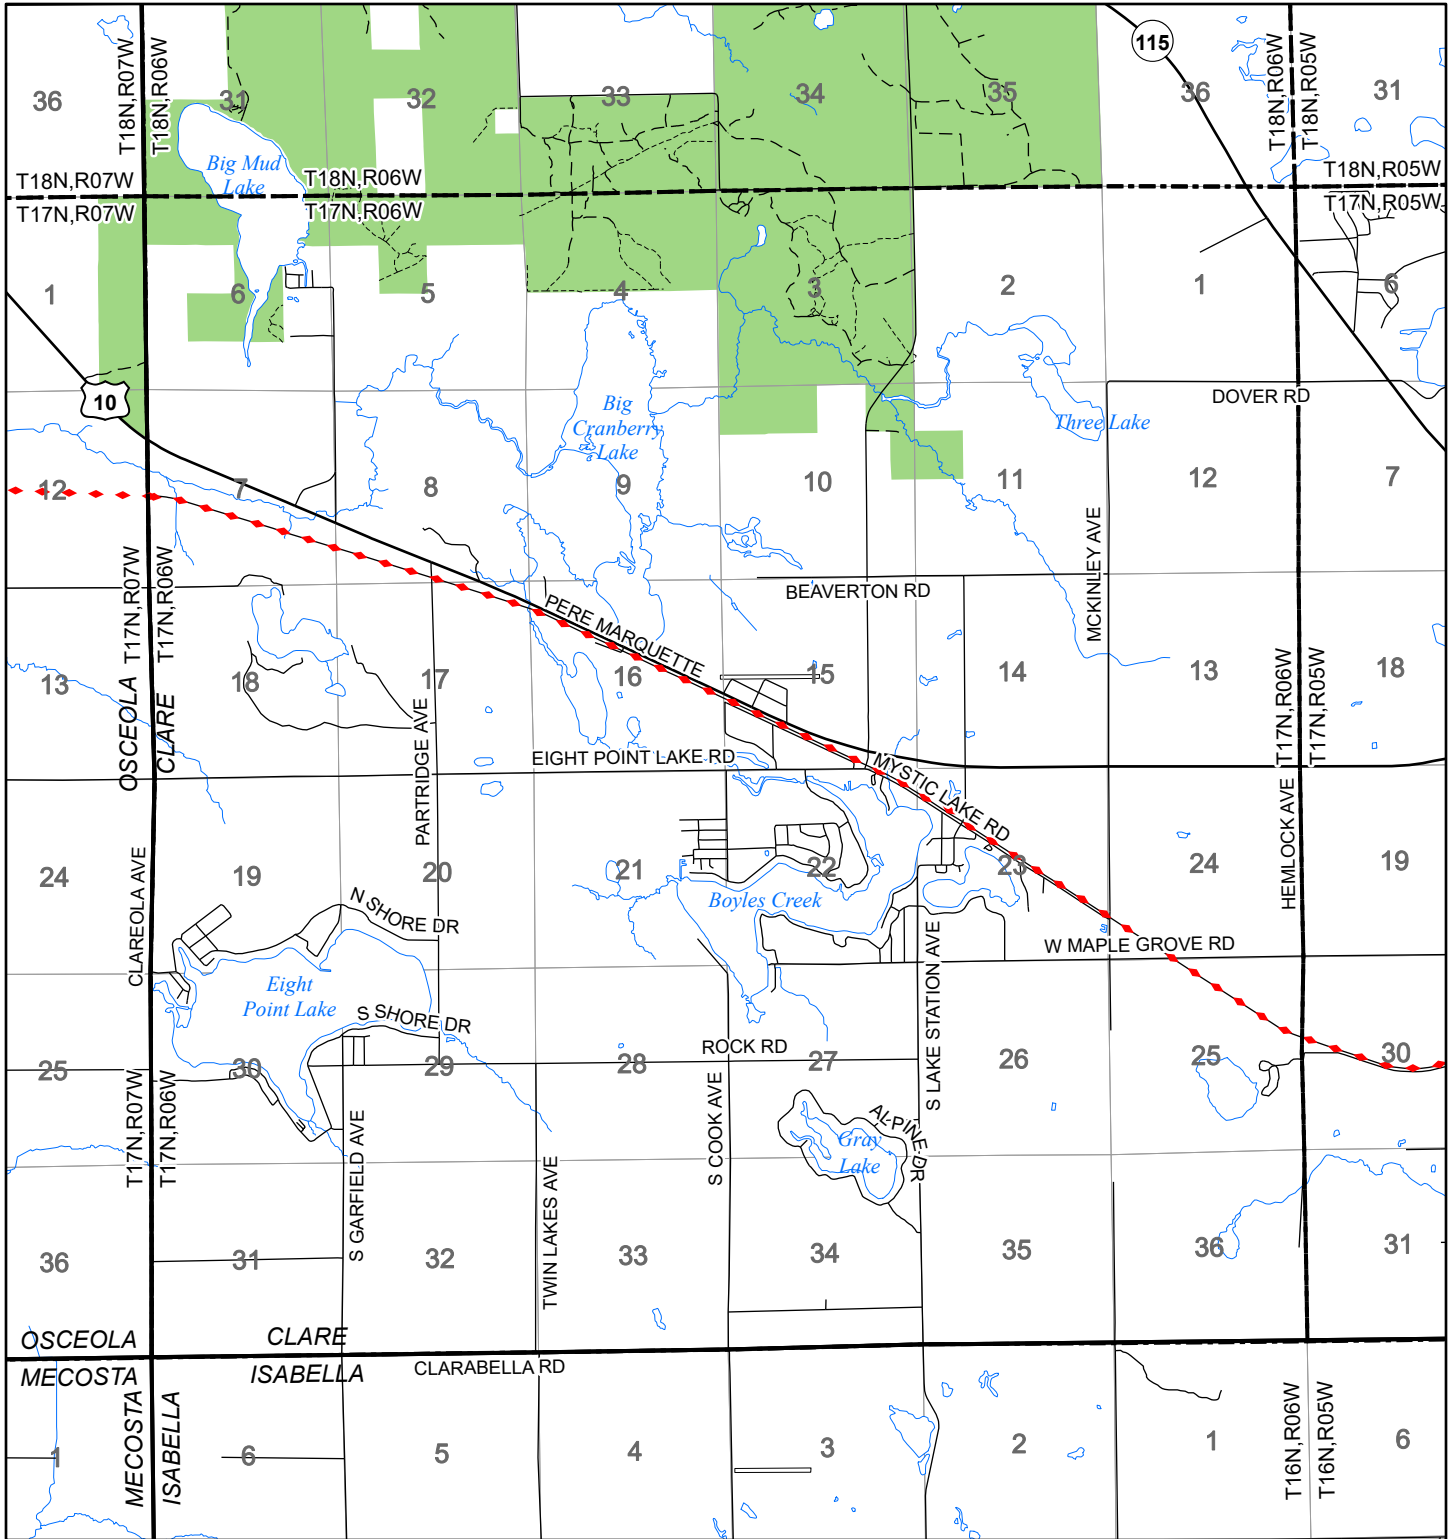 115
T18N,R07W
T18N,R06W
T18N,R06W
T18N,R05W
36
31
32
33
34
35
36
31
Big Mud
Lake
T18N,R07W
T18N,R06W
T18N,R05W
T17N,R07W
T17N,R06W
T17N,R05W
1
6
5
4
3
2
1
6
10
Big
Cranberry
Lake
Three Lake
DOVER RD
12
7
8
9
10
11
12
7
MCKINLEY AVE
T17N,R07W
T17N,R06W
BEAVERTON RD
PERE MARQUETTE
13
18
17
16
15
14
13
18
T17N,R06W
T17N,R05W
OSCEOLA
CLARE
PARTRIDGE AVE
EIGHT POINT LAKE RD
MYSTIC LAKE RD
HEMLOCK AVE
24
19
20
21
22
23
24
19
CLAREOLA AVE
N SHORE DR
Boyles Creek
S LAKE STATION AVE
W MAPLE GROVE RD
Eight
Point Lake
S SHORE DR
ROCK RD
25
30
29
28
27
26
25
30
T17N,R07W
T17N,R06W
S GARFIELD AVE
TWIN LAKES AVE
S COOK AVE
ALPINE DR
Gray
Lake
36
31
32
33
34
35
36
31
OSCEOLA
CLARE
MECOSTA
ISABELLA
CLARABELLA RD
MECOSTA
ISABELLA
1
6
5
4
3
2
1
6
T16N,R06W
T16N,R05W